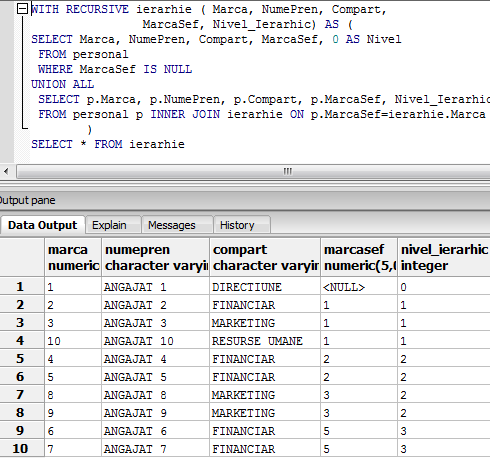 WITH RECURSIVE ierarhie ( Marca, NumePren, Compart,
MarcaSef, Nivel_Ierarhic) AS (
SELECT Marca, NumePren, Compart, MarcaSef, 0 AS Nivel
FROM personal
WHERE MarcaSef IS NULL
UNION ALL
SELECT p.Marca, p.NumePren, p.Compart, p.MarcaSef, Nivel_Ierarhic
FROM personal p INNER JOIN ierarhie ON p.MarcaSef=ierarhie.Marca
)
SELECT * FROM ierarhie
Output pane
Data Output Explain Messages History
marca numepren compart marcasef nivel_ierarhic
numeric character varyin character varyin numeric(5,0 integer
1 1 ANGAJAT 1 DIRECTIUNE <NULL> 0
2 2 ANGAJAT 2 FINANCIAR 1 1
3 3 ANGAJAT 3 MARKETING 1 1
4 10 ANGAJAT 10 RESURSE UMANE 1 1
5 4 ANGAJAT 4 FINANCIAR 2 2
6 5 ANGAJAT 5 FINANCIAR 2 2
7 8 ANGAJAT 8 MARKETING 3 2
8 9 ANGAJAT 9 MARKETING 3 2
9 6 ANGAJAT 6 FINANCIAR 5 3
10 7 ANGAJAT 7 FINANCIAR 5 3